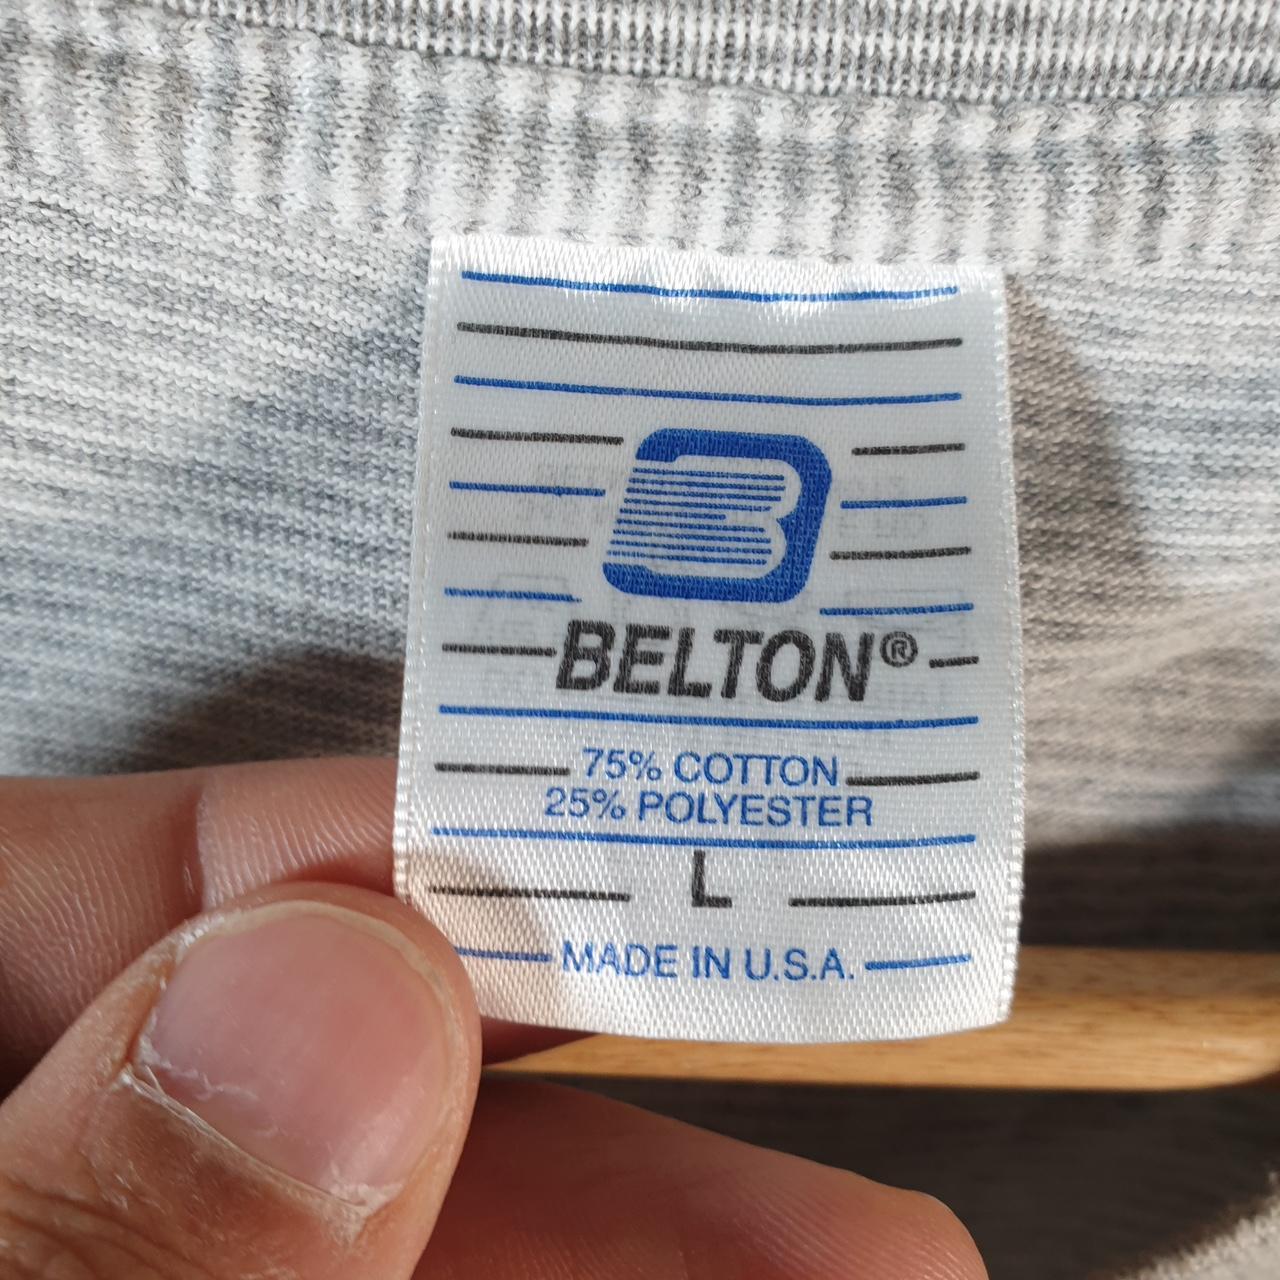 B
BELTON®
75% COTTON
25% POLYESTER
L
MADE IN U.S.A.